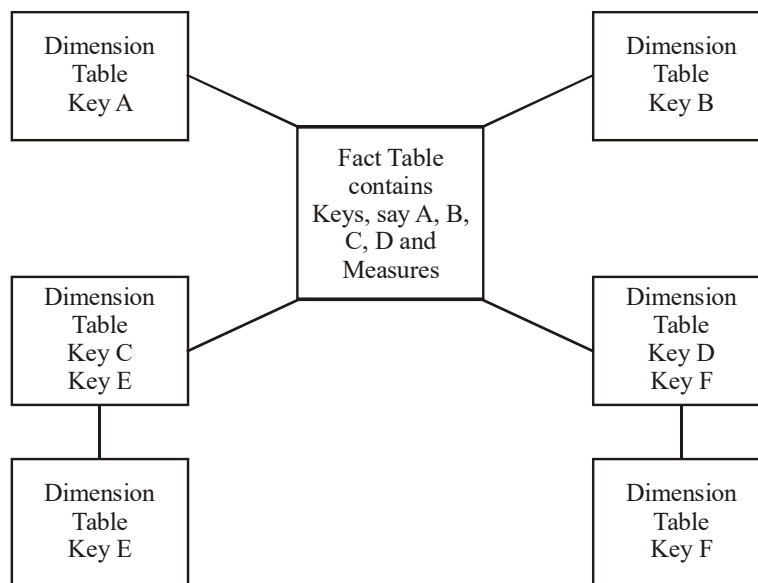 Dimension
Table
Key A
Dimension
Table
Key B
Fact Table
contains
Keys, say A, B,
C, D and
Measures
Dimension
Table
Key C
Key E
Dimension
Table
Key D
Key F
Dimension
Table
Key E
Dimension
Table
Key F